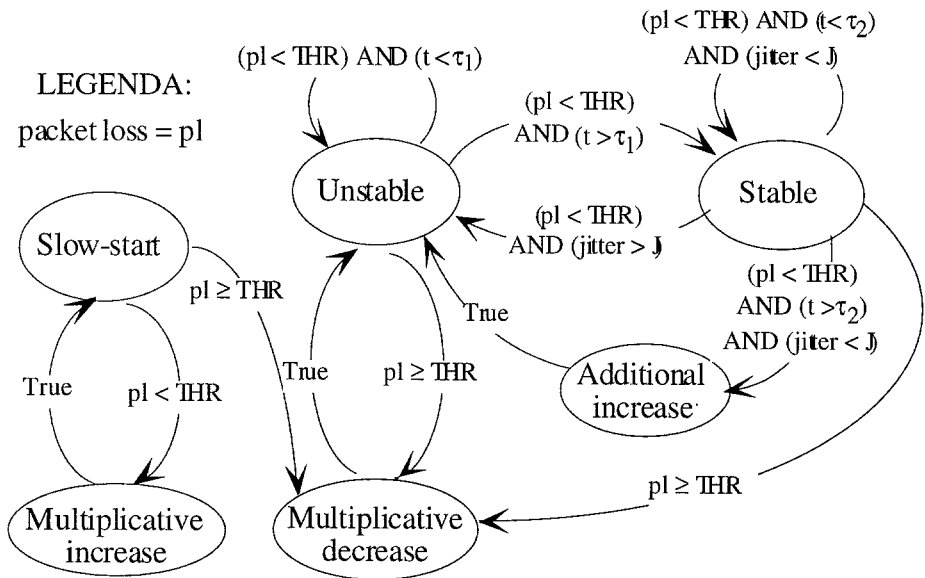 LEGENDA:
packet loss = pl
(pl < THR) AND (t < τ1)
(pl < THR) AND (t < τ2)
AND (jitter < J)
(pl < THR)
AND (t > τ1)
Unstable
Stable
(pl < THR)
AND (jitter > J)
Slow-start
pl ≥ THR
(pl < THR)
AND (t > τ2)
AND (jitter < J)
True
True
pl < THR
True
pl ≥ THR
Additional
increase
pl ≥ THR
Multiplicative
increase
Multiplicative
decrease